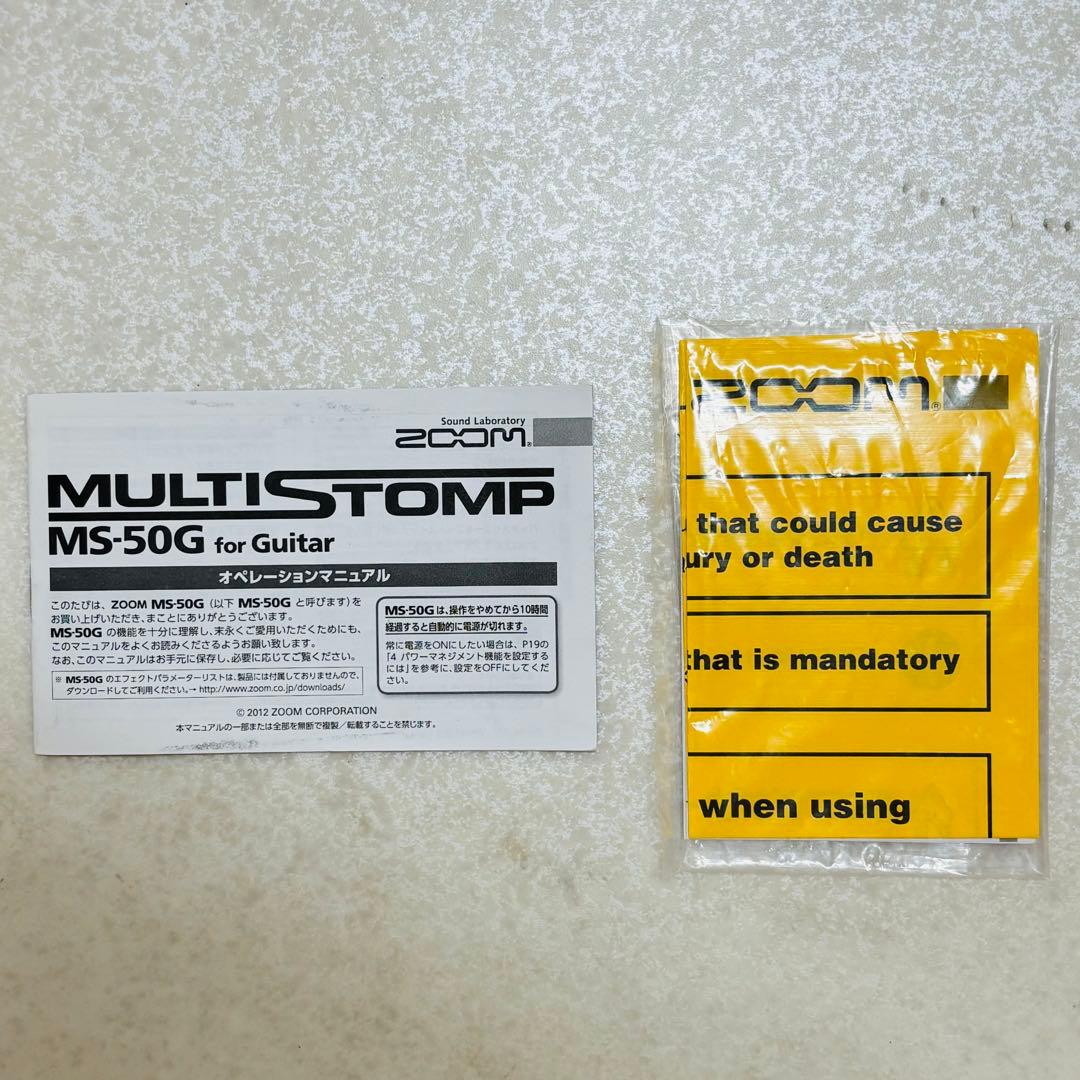 Sound Laboratory
ZOOM®
MULTISTOMP
MS-50G for Guitar
オペレーションマニュアル
このたびは、ZOOM MS-50G（以下 MS-50G と呼びます）を
お買い上げいただき、まことにありがとうございます。
MS-50G の機能を十分に理解し、末永くご愛用いただくためにも、
このマニュアルをよくお読みくださるようお願い致します。
なお、このマニュアルはお手元に保存し、必要に応じてご覧ください。
※ MS-50G のエフェクトパラメーターリストは、製品には付属しておりませんので、
ダウンロードしてご利用ください。→ http://www.zoom.co.jp/downloads/
MS-50G は、操作をやめてから10時間
経過すると自動的に電源が切れます。
常に電源をONにしたい場合は、P19の
「4 パワーマネジメント機能を設定する
には」を参考に、設定をOFFにしてくだ
さい。
© 2012 ZOOM CORPORATION
本マニュアルの一部または全部を無断で複製／転載することを禁じます。
ZOOM®
that could cause
ury or death
that is mandatory
when using